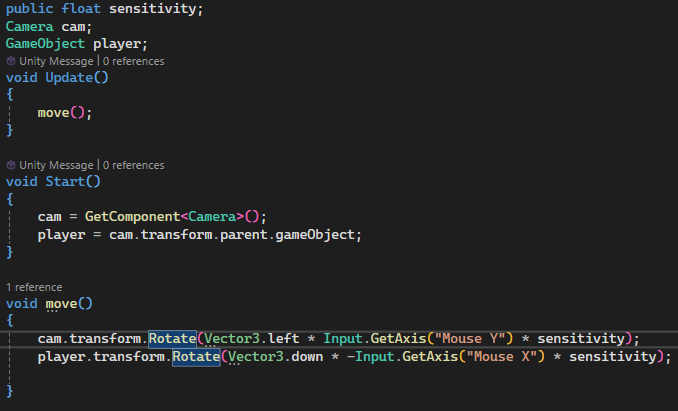 public float sensitivity;
Camera cam;
GameObject player;
Unity Message | 0 references
void Update()
{
move();
}
Unity Message | 0 references
void Start()
{
cam = GetComponent<Camera>();
player = cam.transform.parent.gameObject;
}
1 reference
void move()
{
cam.transform.Rotate(Vector3.left * Input.GetAxis("Mouse Y") * sensitivity);
player.transform.Rotate(Vector3.down * -Input.GetAxis("Mouse X") * sensitivity);
}